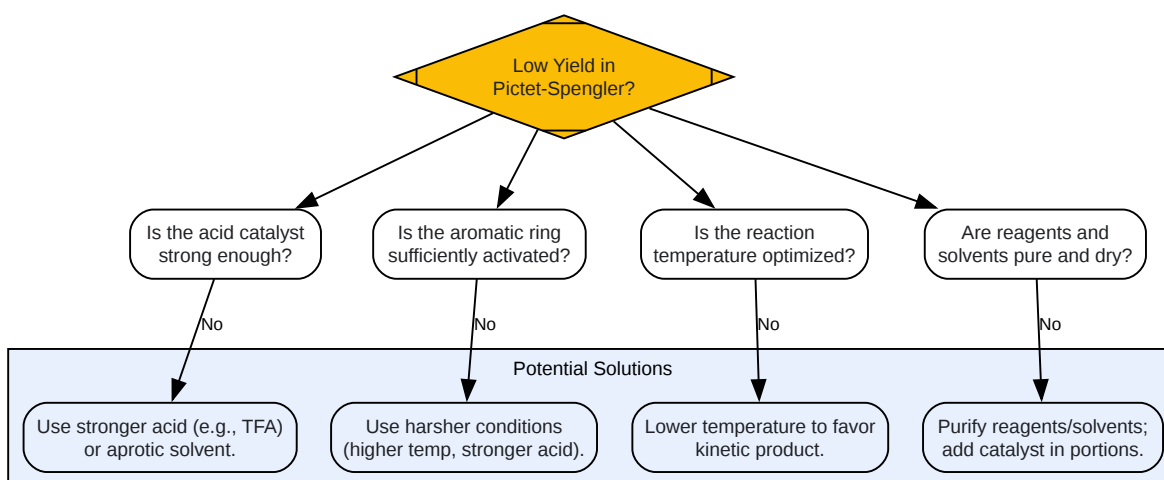 Low Yield in
Pictet-Spengler?
Is the acid catalyst
strong enough?
Is the aromatic ring
sufficiently activated?
Is the reaction
temperature optimized?
Are reagents and
solvents pure and dry?
No
No
No
No
Potential Solutions
Use stronger acid (e.g., TFA)
or aprotic solvent.
Use harsher conditions
(higher temp, stronger acid).
Lower temperature to favor
kinetic product.
Purify reagents/solvents;
add catalyst in portions.